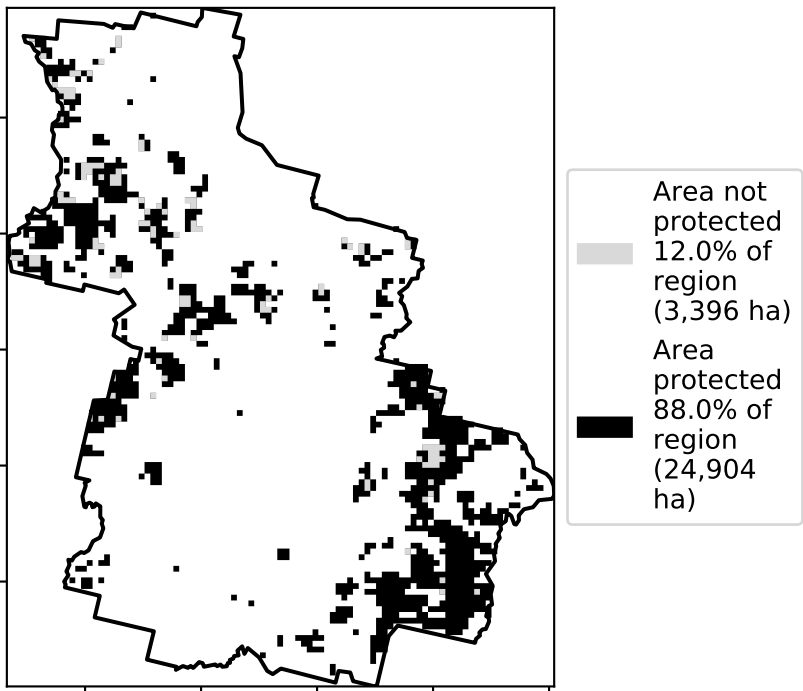 Area not
protected
12.0% of
region
(3,396 ha)
Area
protected
88.0% of
region
(24,904
ha)